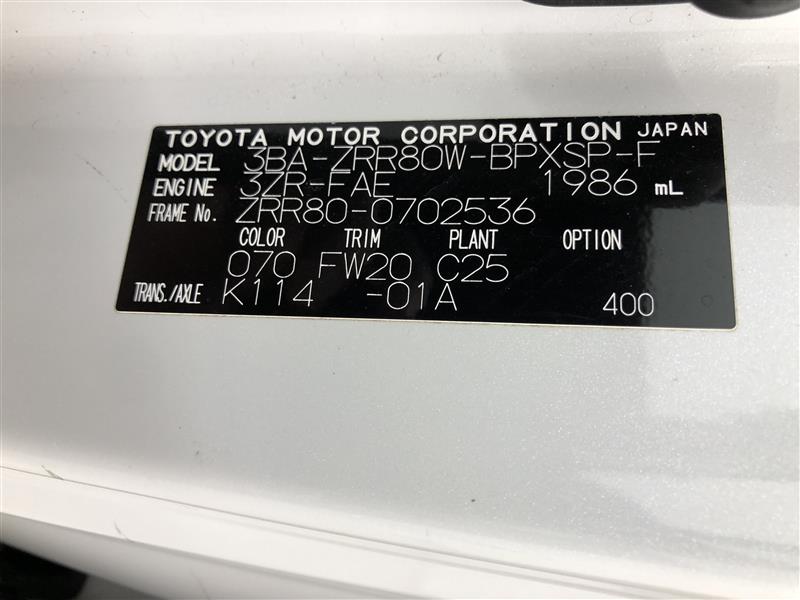 TOYOTA MOTOR CORPORATION JAPAN
MODEL 3BA-ZRR80W-BPXSP-F
ENGINE 3ZR-FAE 1986 mL
FRAME No. ZRR80-0702536
COLOR TRIM PLANT OPTION
070 FW20 C25
TRANS./AXLE K114 -01A 400